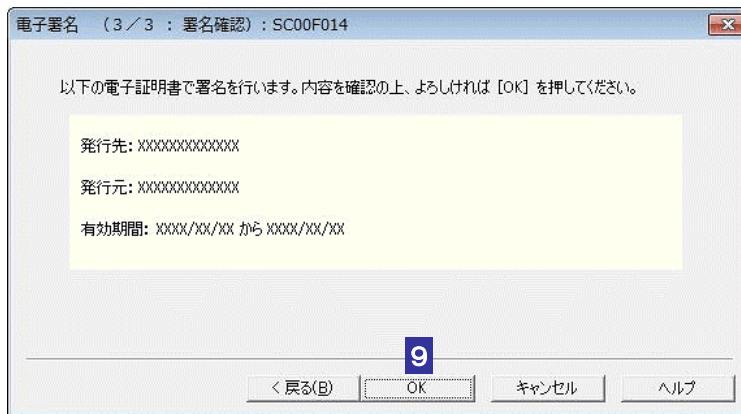 電子署名 (3/3 : 署名確認) : SC00F014
以下の電子証明書で署名を行います。内容を確認の上、よろしければ [OK] を押してください。
発行先: XXXXXXXXXXXXX
発行元: XXXXXXXXXXXXX
有効期間: XXXX/XX/XX から XXXX/XX/XX
9
< 戻る(B) OK キャンセル ヘルプ